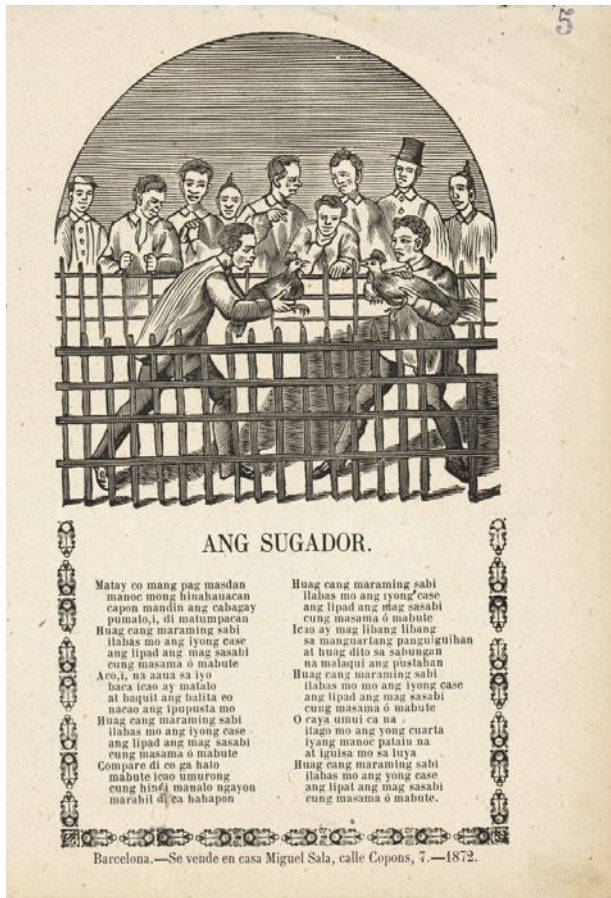 5
ANG SUGADOR.
Matay co mang pag masdan
manoc mong hinahauacan
capon mandin ang cabagay
pumalo,i, di matumpacan
Huag cang maraming sabi
ilabas mo ang iyong case
ang lipad ang mag sasabi
cung masama ó mabute
Aco,i, na aaua sa iyo
baca icao ay matalo
at baquit ang balita eo
nacao ang ipupusta mo
Huag cang maraming sabi
ilabas mo ang iyong case
ang lipad ang mag sasabi
cung masama ó mabute
Compare di co ga hato
mabute icao umurong
cung hindi manalo ngayon
marahil di ca hahapon
Huag cang maraming sabi
ilabas mo ang iyong case
ang lipad ang mag sasabi
cung masama ó mabute
Icao ay mag libang libang
sa manguartang panguiguihan
at huag dito sa sabungan
na malaqui ang pustaban
Huag cang maraming sabi
ilabas mo mo ang iyong case
ang lipad ang mag sasabi
cung masama ó mabute
O caya umui ca na
itago mo ang yong cuarta
iyang manoc pataiu na
at iguisa mo sa luya
Huag cang maraming sabi
ilabas mo ang yong case
ang lipat ang mag sasabi
cung masama ó mabute.
Barcelona.—Se vende en casa Miguel Sala, calle Copons, 7.—1872.